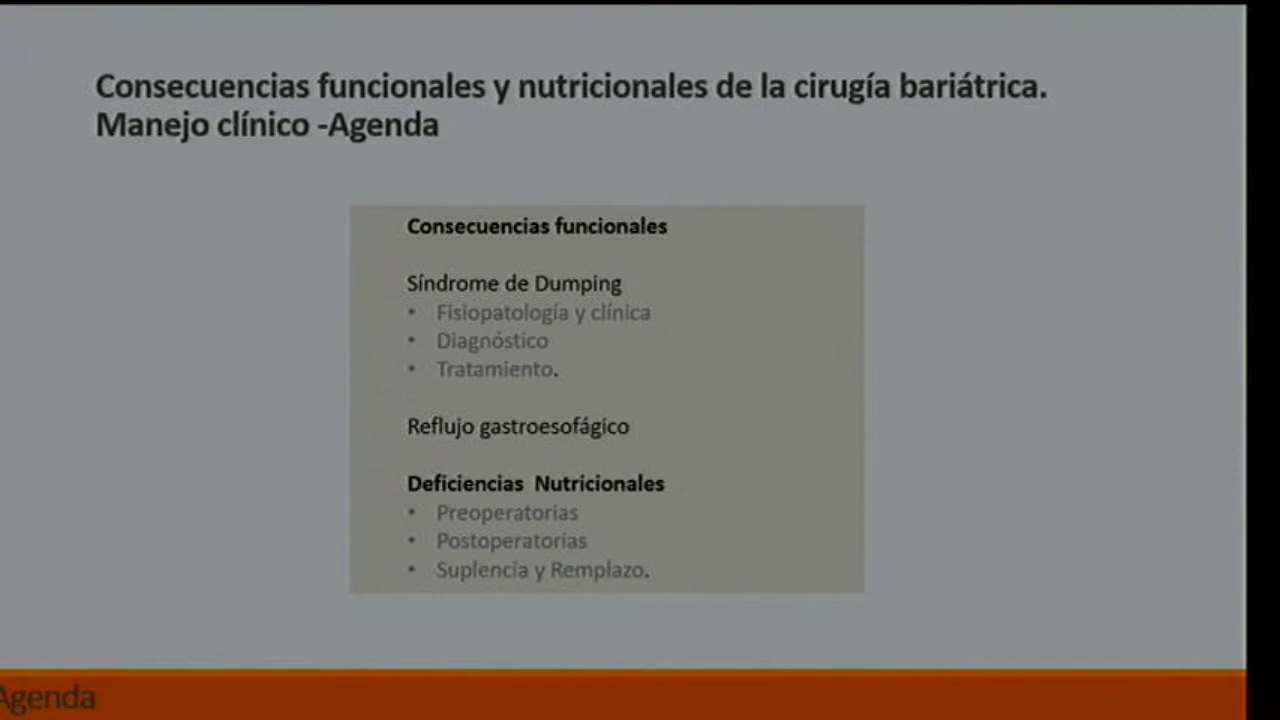 Consecuencias funcionales y nutricionales de la cirugía bariátrica.
Manejo clínico -Agenda
Consecuencias funcionales
Síndrome de Dumping
• Fisiopatología y clínica
• Diagnóstico
• Tratamiento.
Reflujo gastroesofágico
Deficiencias Nutricionales
• Preoperatorias
• Postoperatorias
• Suplencia y Remplazo.
Agenda